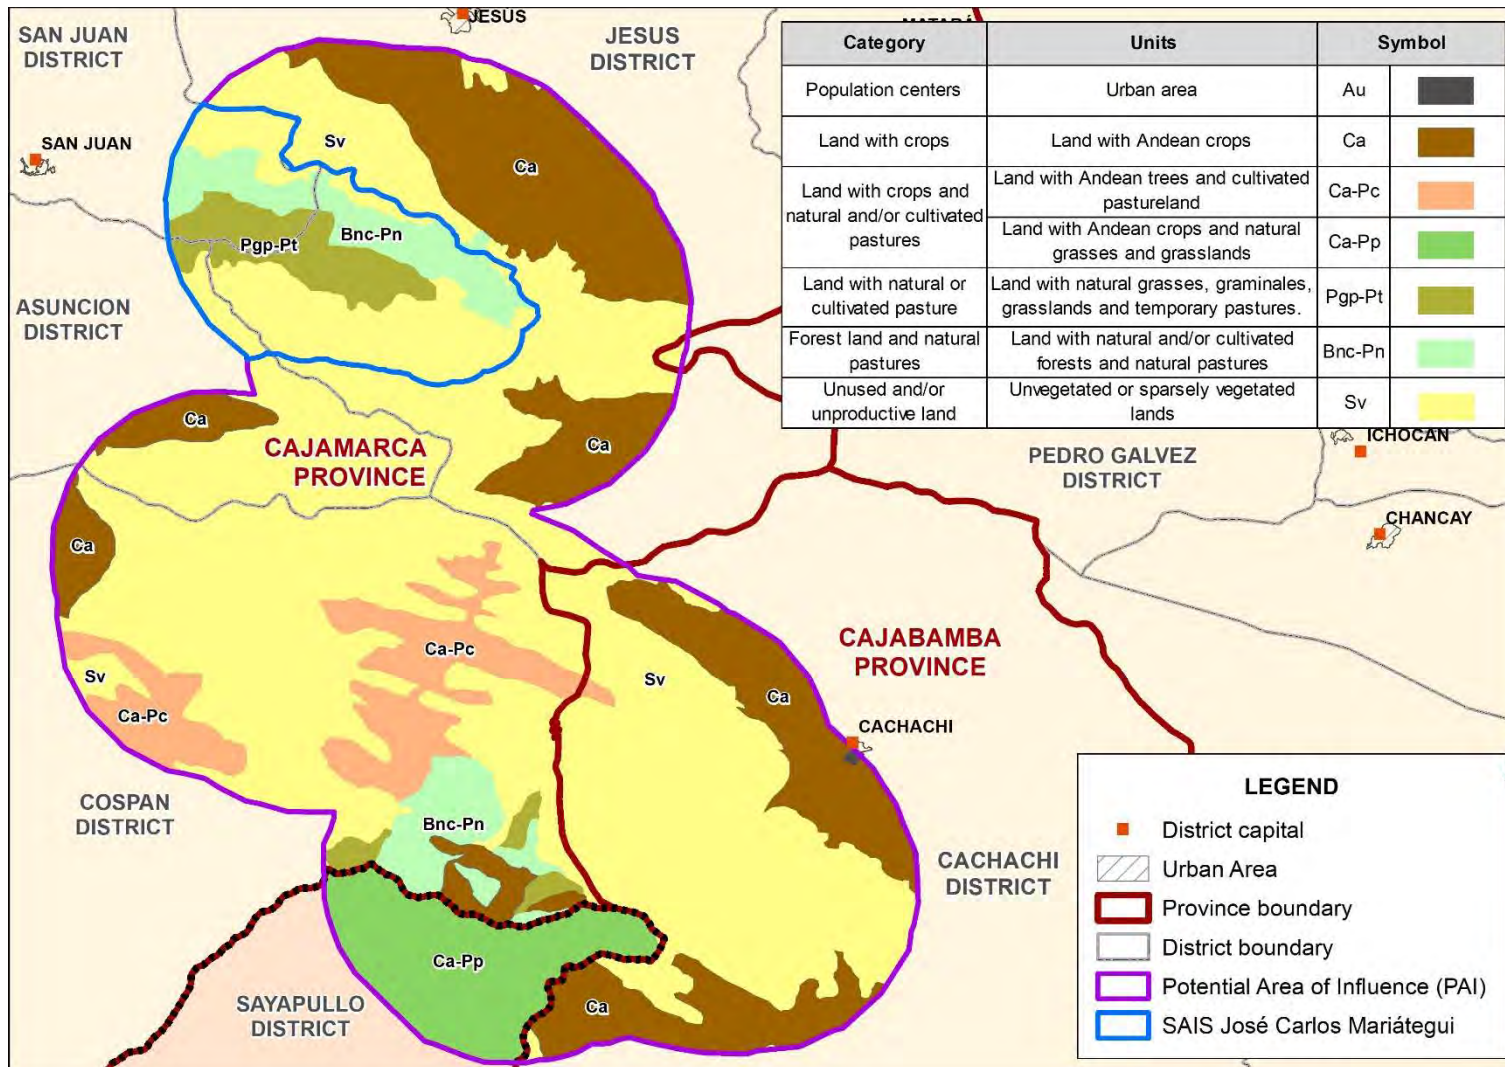 SAN JUAN
DISTRICT
JESUS
JESUS
DISTRICT
SAN JUAN
Sv
Ca
Pgp-Pt
Bnc-Pn
ASUNCION
DISTRICT
Ca
CAJAMARCA
PROVINCE
Ca
Ca
Ca-Pc
Sv
Ca-Pc
Sv
Ca
CAJABAMBA
PROVINCE
CACHACHI
COSPAN
DISTRICT
Bnc-Pn
CACHACHI
DISTRICT
Ca-Pp
SAYAPULLO
DISTRICT
Ca
PEDRO GALVEZ
DISTRICT
ICHOCAN
CHANCAY
Category Units Symbol
Population centers Urban area Au
Land with crops Land with Andean crops Ca
Land with crops and
natural and/or cultivated
pastures
Land with Andean trees and cultivated
pastureland
Ca-Pc
Land with Andean crops and natural
grasses and grasslands
Ca-Pp
Land with natural or
cultivated pasture
Land with natural grasses, graminales,
grasslands and temporary pastures.
Pgp-Pt
Forest land and natural
pastures
Land with natural and/or cultivated
forests and natural pastures
Bnc-Pn
Unused and/or
unproductive land
Unvegetated or sparsely vegetated
lands
Sv
LEGEND
District capital
Urban Area
Province boundary
District boundary
Potential Area of Influence (PAI)
SAIS José Carlos Mariátegui